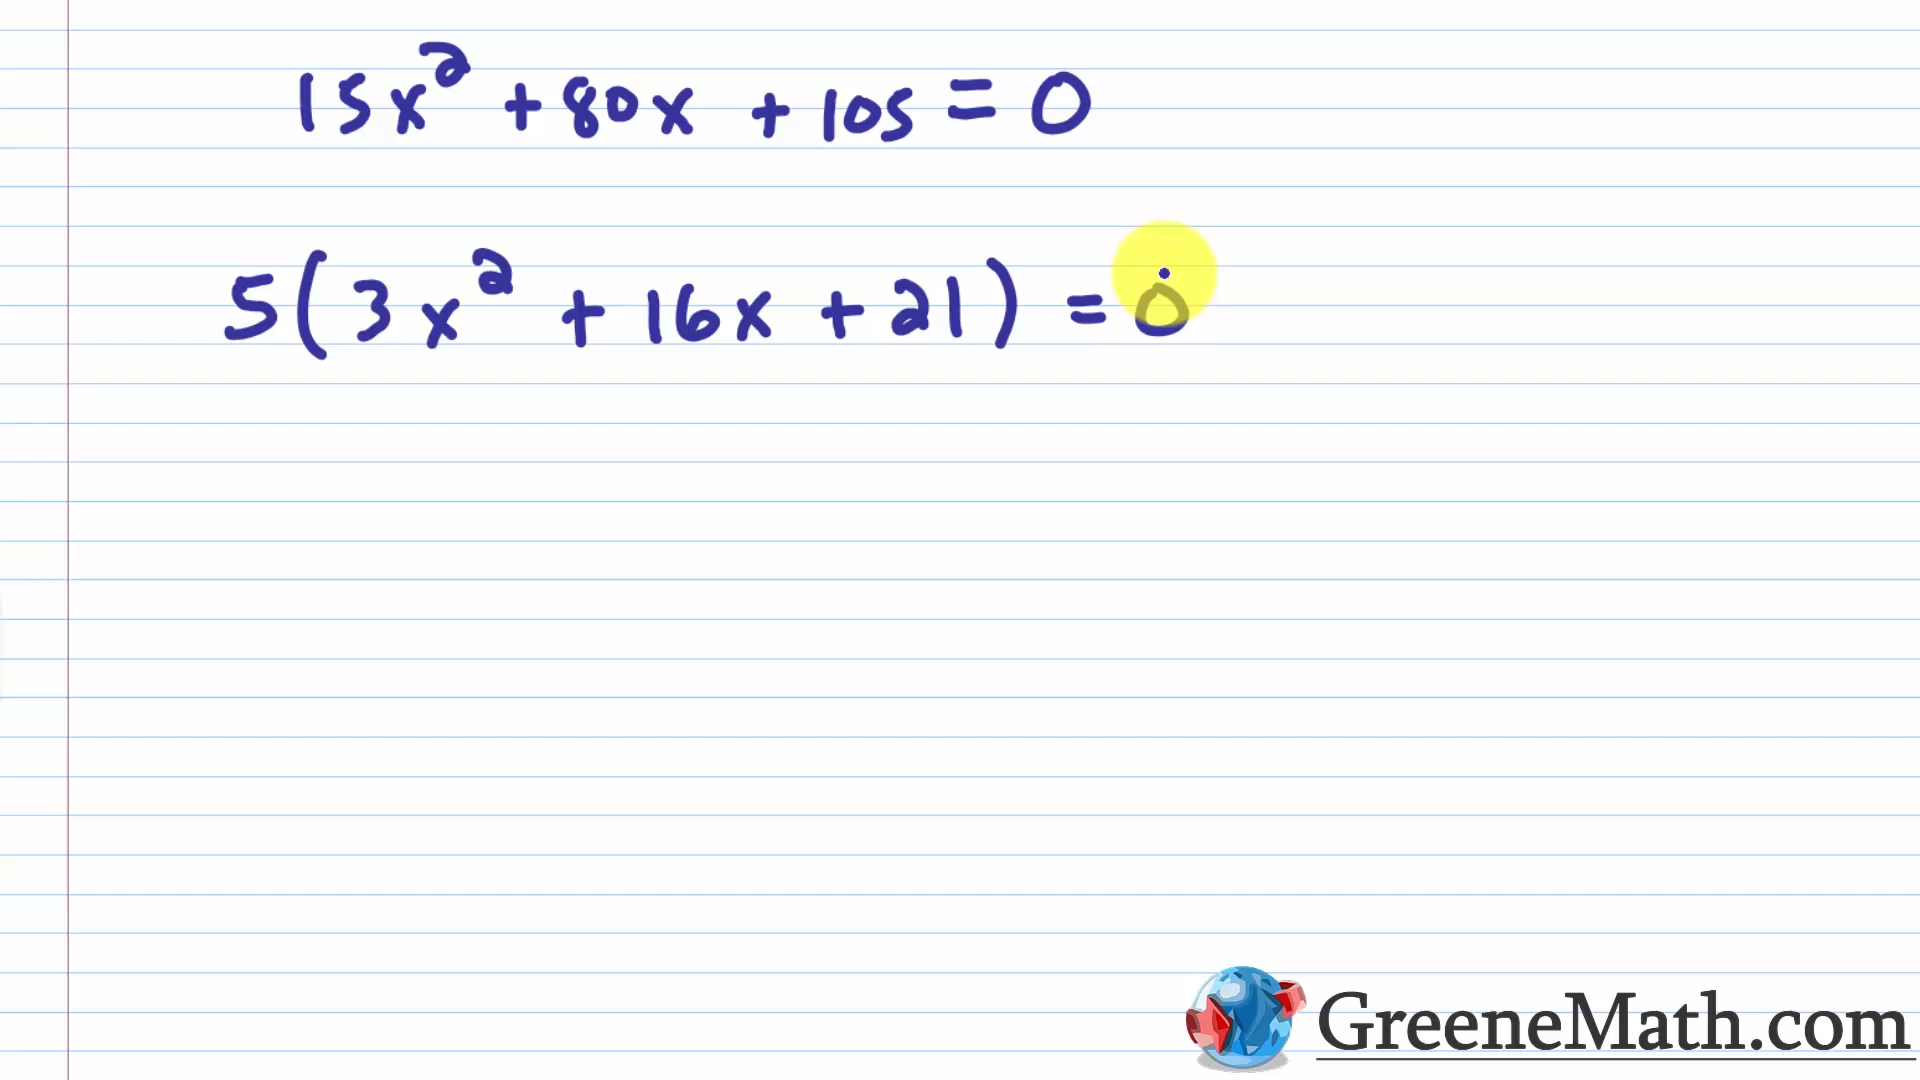 15x² + 80x + 105 = 0
5(3x² + 16x + 21) = 0
GreeneMath.com